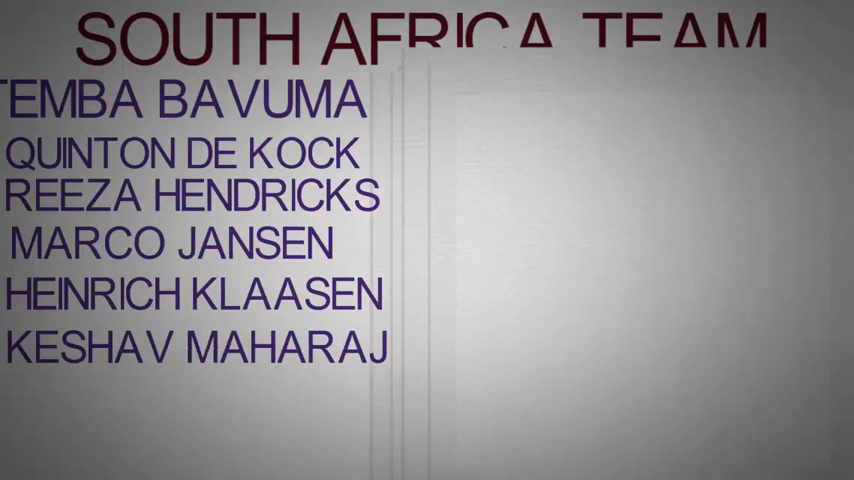 SOUTH AFRICA TEAM
TEMBA BAVUMA
QUINTON DE KOCK
REEZA HENDRICKS
MARCO JANSEN
HEINRICH KLAASEN
KESHAV MAHARAJ